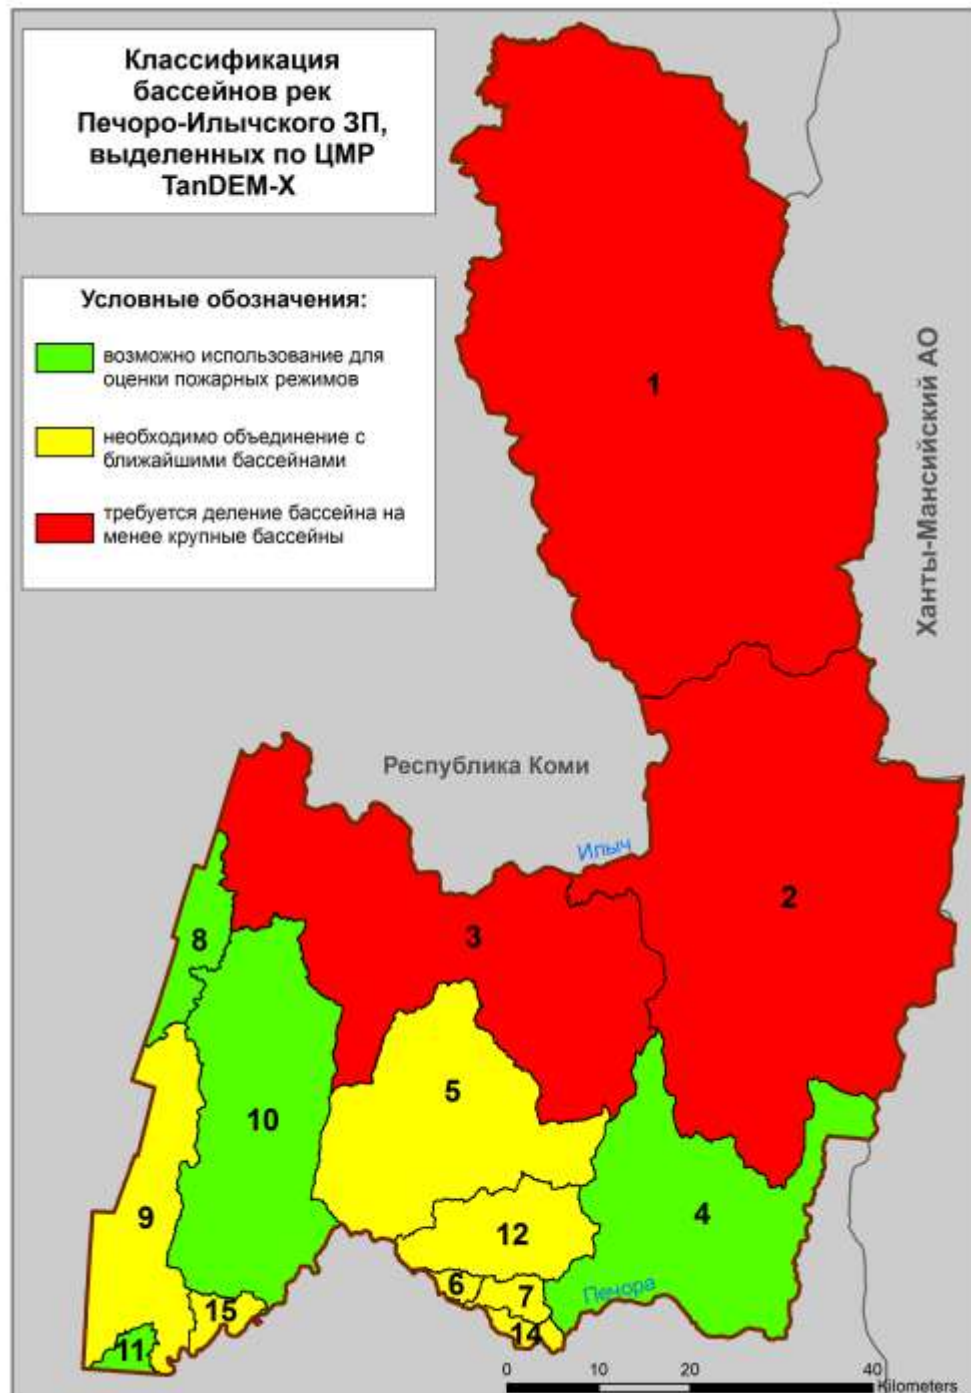 Классификация
бассейнов рек
Печоро-Илычского ЗП,
выделенных по ЦМР
TanDEM-X
Условные обозначения:
возможно использование для
оценки пожарных режимов
необходимо объединение с
ближайшими бассейнами
требуется деление бассейна на
менее крупные бассейны
1
Ханты-Мансийский АО
Республика Коми
Илыч
2
3
8
5
10
4
9
12
6
7
Печора
15
14
11
0 10 20 40
Kilometers